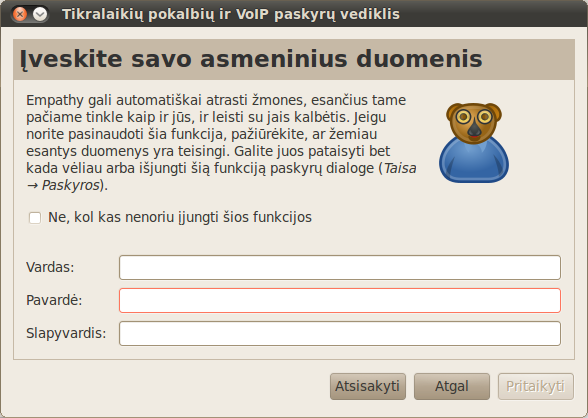 Tikralaikių pokalbių ir VoIP paskyrų vediklis
Įveskite savo asmeninius duomenis
Empathy gali automatiškai atrasti žmones, esančius tame
pačiame tinkle kaip ir jūs, ir leisti su jais kalbėtis. Jeigu
norite pasinaudoti šia funkcija, pažiūrėkite, ar žemiau
esantys duomenys yra teisingi. Galite juos pataisyti bet
kada vėliau arba išjungti šią funkciją paskyrų dialoge (Taisa
→ Paskyros).
Ne, kol kas nenoriu įjungti šios funkcijos
Vardas:
Pavardė:
Slapyvardis:
Atsisakyti Atgal Pritaikyti